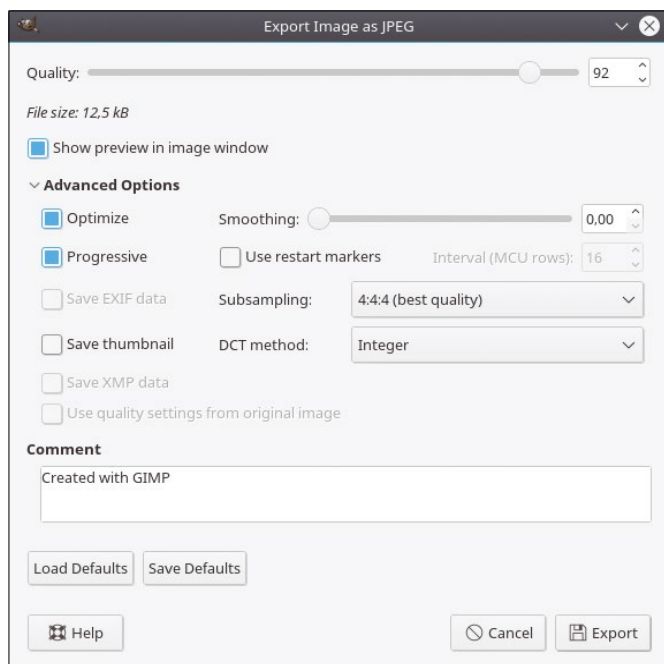 Export Image as JPEG
Quality: 92
File size: 12,5 kB
Show preview in image window
Advanced Options
Optimize Smoothing: 0,00
Progressive Use restart markers Interval (MCU rows): 16
Save EXIF data Subsampling: 4:4:4 (best quality)
Save thumbnail DCT method: Integer
Save XMP data
Use quality settings from original image
Comment
Created with GIMP
Load Defaults Save Defaults
Help Cancel Export